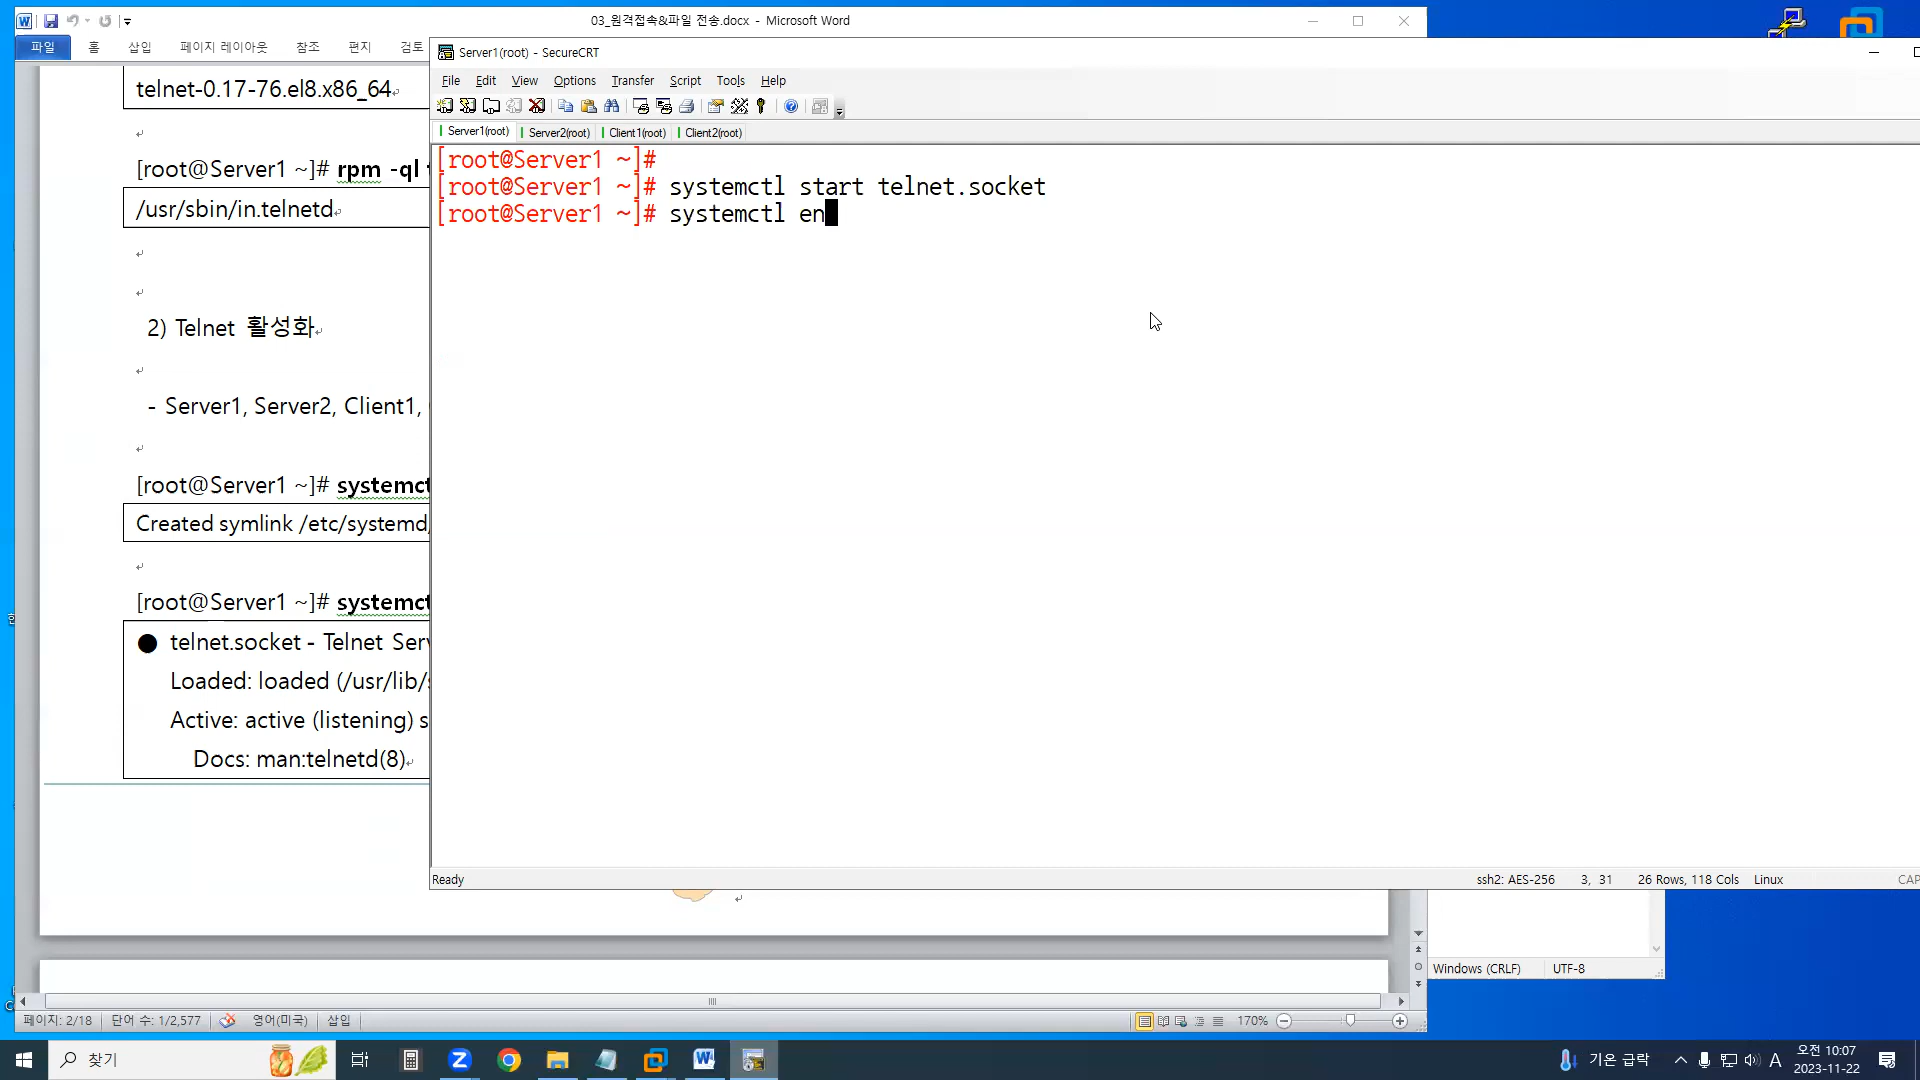 03_원격접속&파일 전송.docx - Microsoft Word
파일 홈 삽입 페이지 레이아웃 참조 편지 검토
telnet-0.17-76.el8.x86_64
[root@Server1 ~]# rpm -ql
/usr/sbin/in.telnetd
2) Telnet 활성화
- Server1, Server2, Client1,
[root@Server1 ~]# systemct
Created symlink /etc/systemd/
[root@Server1 ~]# systemct
● telnet.socket - Telnet Serv
Loaded: loaded (/usr/lib/s
Active: active (listening) s
Docs: man:telnetd(8)
Server1(root) - SecureCRT
File Edit View Options Transfer Script Tools Help
Server1(root) Server2(root) Client1(root) Client2(root)
[root@Server1 ~]#
[root@Server1 ~]# systemctl start telnet.socket
[root@Server1 ~]# systemctl en
Ready ssh2: AES-256 3, 31 26 Rows, 118 Cols Linux CAP
Windows (CRLF) UTF-8
페이지: 2/18 단어 수: 1/2,577 영어(미국) 삽입 170%
찾기
기온 급락 A 오전 10:07
2023-11-22